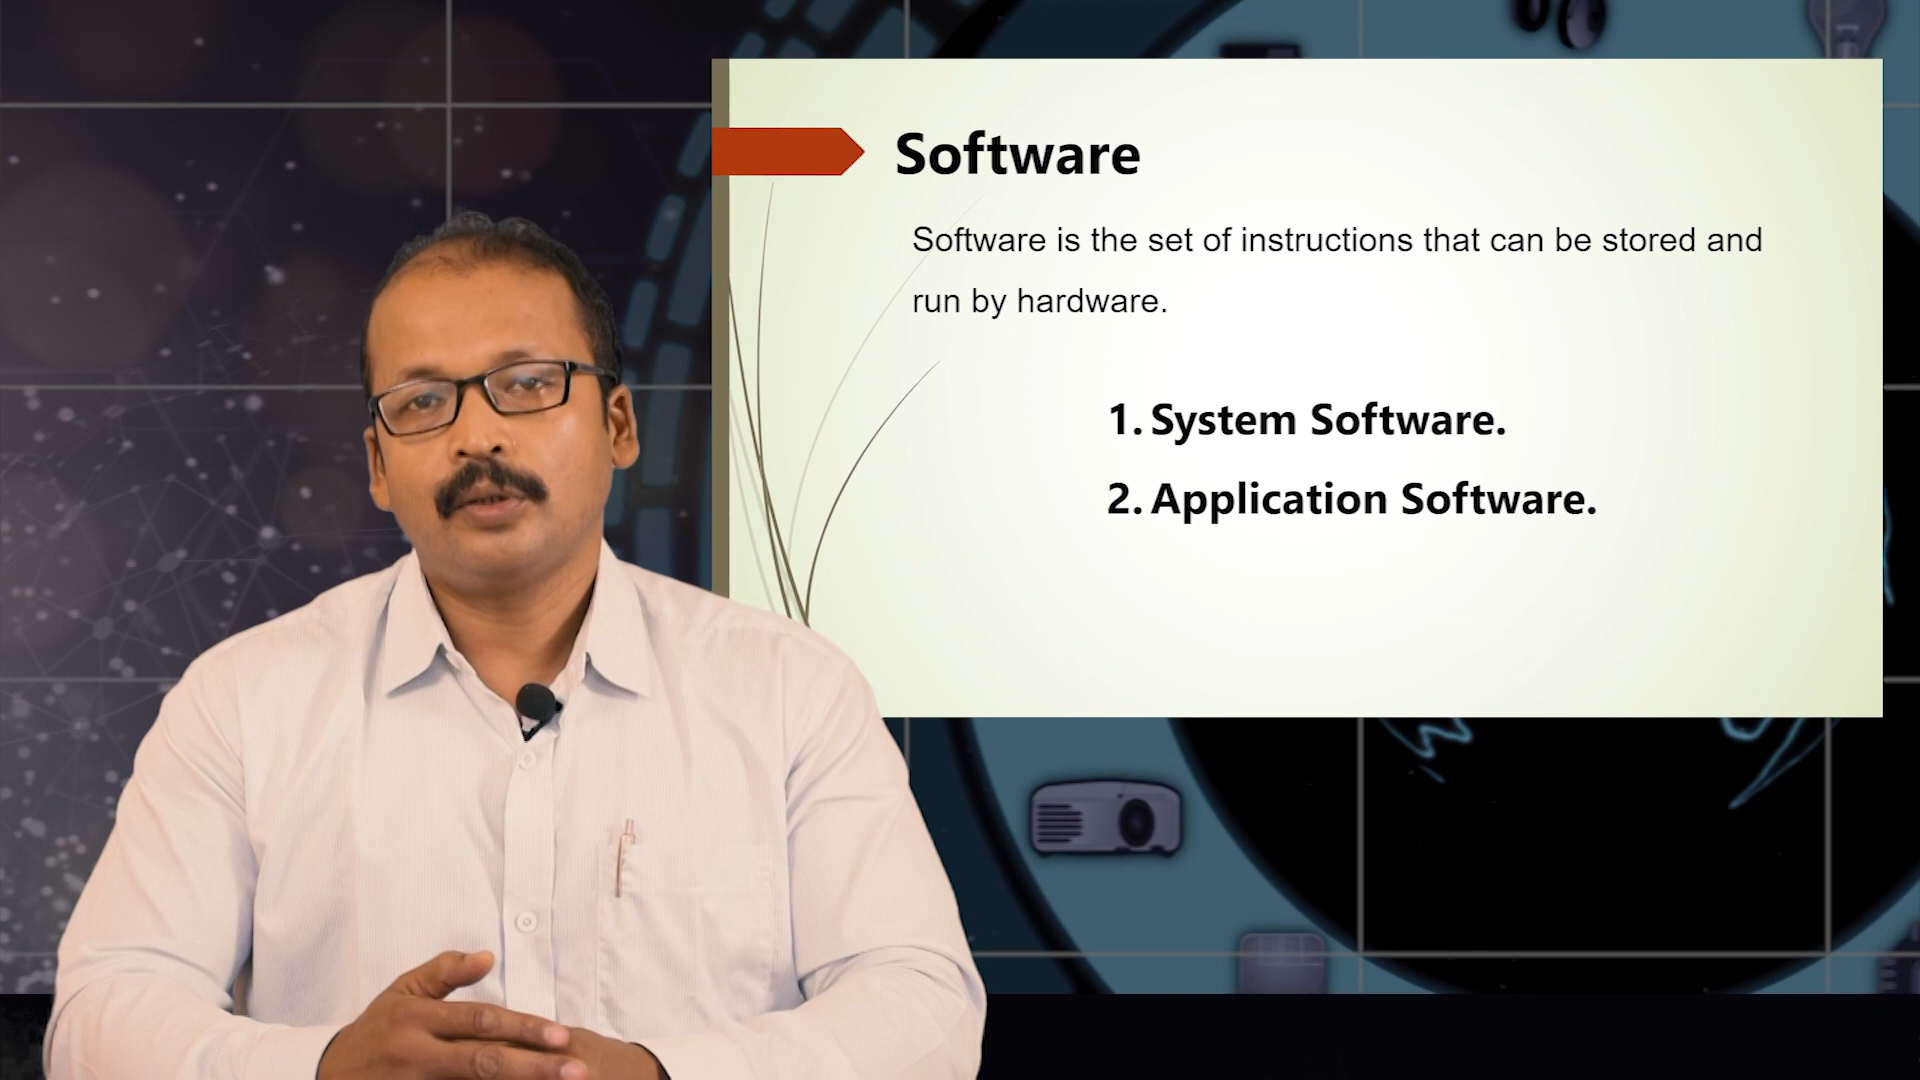 Software
Software is the set of instructions that can be stored and
run by hardware.
1. System Software.
2. Application Software.